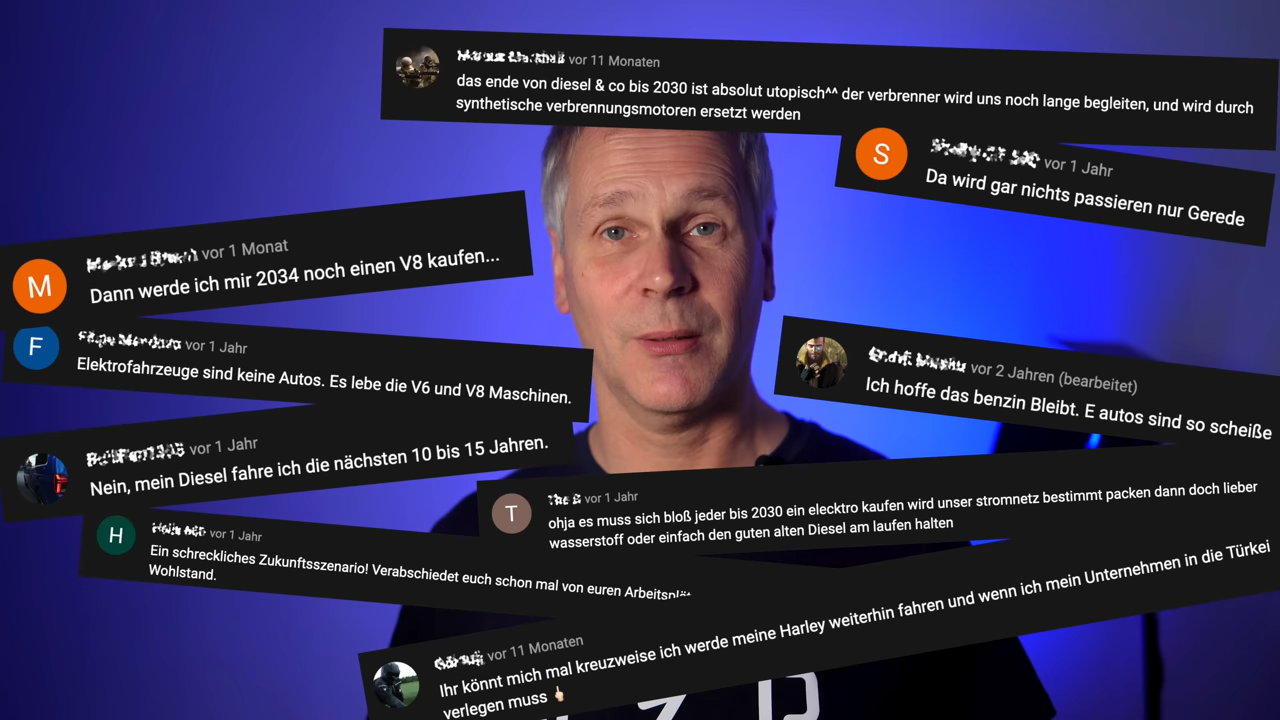 vor 11 Monaten
das ende von diesel & co bis 2030 ist absolut utopisch^^ der verbrenner wird uns noch lange begleiten, und wird durch
synthetische verbrennungsmotoren ersetzt werden
S
vor 1 Jahr
Da wird gar nichts passieren nur Gerede
M
vor 1 Monat
Dann werde ich mir 2034 noch einen V8 kaufen...
F
vor 1 Jahr
Elektrofahrzeuge sind keine Autos. Es lebe die V6 und V8 Maschinen.
vor 2 Jahren (bearbeitet)
Ich hoffe das benzin Bleibt. E autos sind so scheiße
vor 1 Jahr
Nein, mein Diesel fahre ich die nächsten 10 bis 15 Jahren.
T
vor 1 Jahr
ohja es muss sich bloß jeder bis 2030 ein elecktro kaufen wird unser stromnetz bestimmt packen dann doch lieber
wasserstoff oder einfach den guten alten Diesel am laufen halten
H
vor 1 Jahr
Ein schreckliches Zukunftsszenario! Verabschiedet euch schon mal von euren
Wohlstand.
vor 11 Monaten
Ihr könnt mich mal kreuzweise ich werde meine Harley weiterhin fahren und wenn ich mein Unternehmen in die Türkei
verlegen muss 🖕🏻